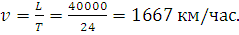 v = L/T = 40000/24 = 1667 км/час.